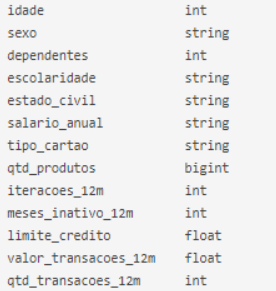 idade int
sexo string
dependentes int
escolaridade string
estado_civil string
salario_anual string
tipo_cartao string
qtd_produtos bigint
iteracoes_12m int
meses_inativo_12m int
limite_credito float
valor_transacoes_12m float
qtd_transacoes_12m int